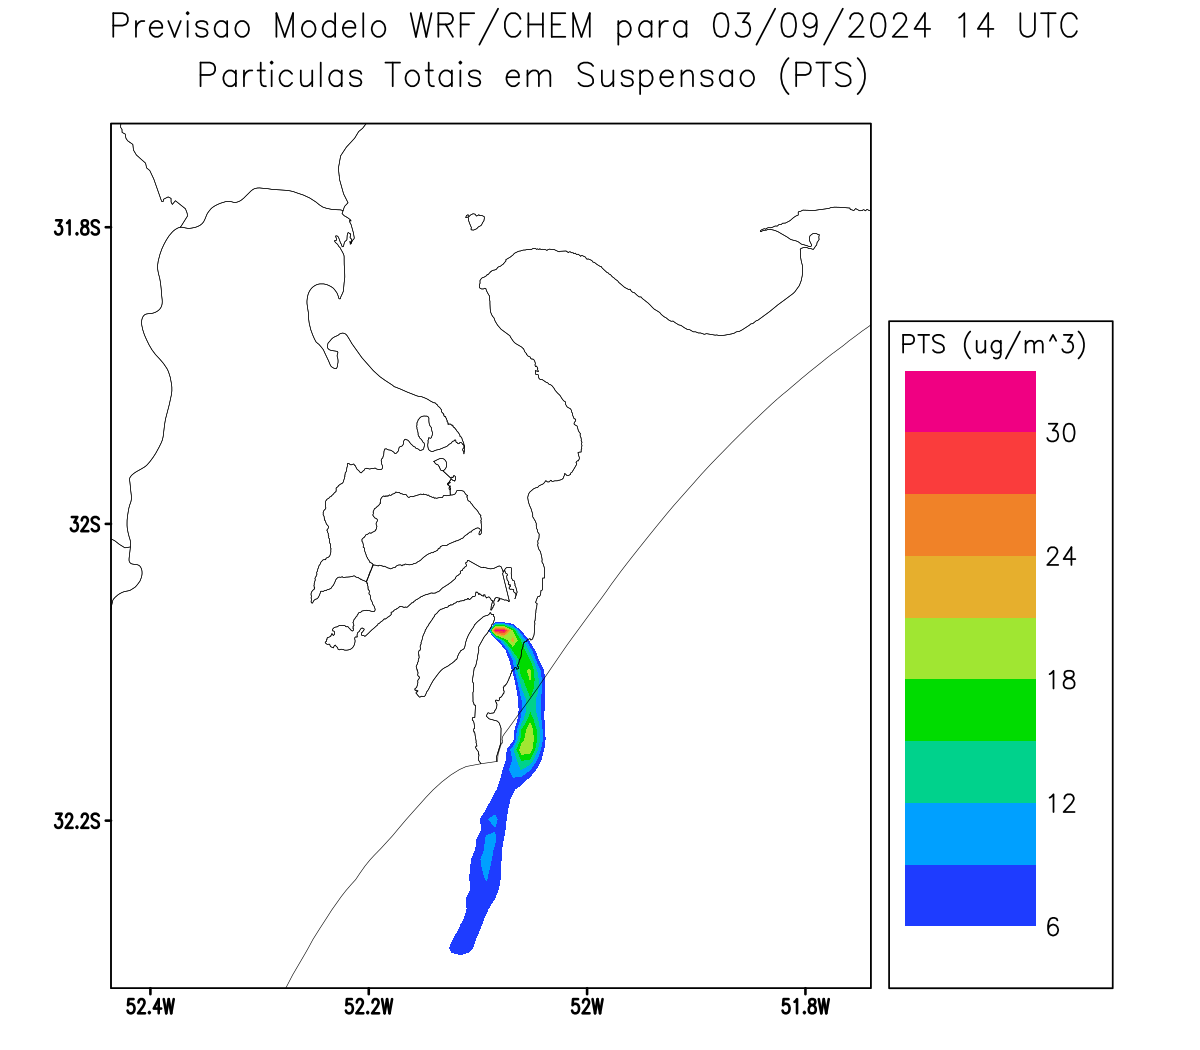 Previsao Modelo WRF/CHEM para 03/09/2024 14 UTC
Particulas Totais em Suspensao (PTS)
31.8S
32S
32.2S
52.4W
52.2W
52W
51.8W
PTS (ug/m^3)
30
24
18
12
6